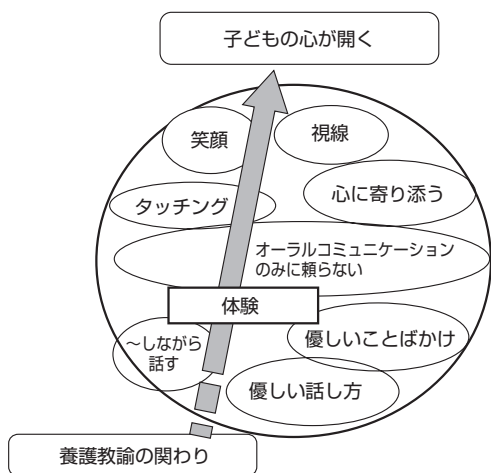 子どもの心が開く
笑顔
視線
タッチング
心に寄り添う
オーラルコミュニケーション
のみに頼らない
体験
～しながら
話す
優しいことばかけ
優しい話し方
養護教諭の関わり